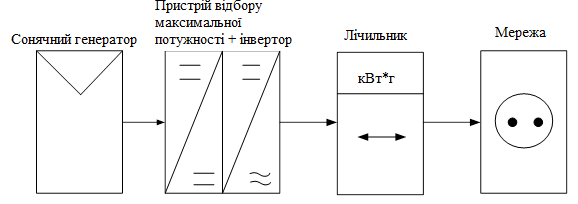 Сонячний генератор
Пристрій відбору
максимальної
потужності + інвертор
Лічильник
Мережа
кВт*г